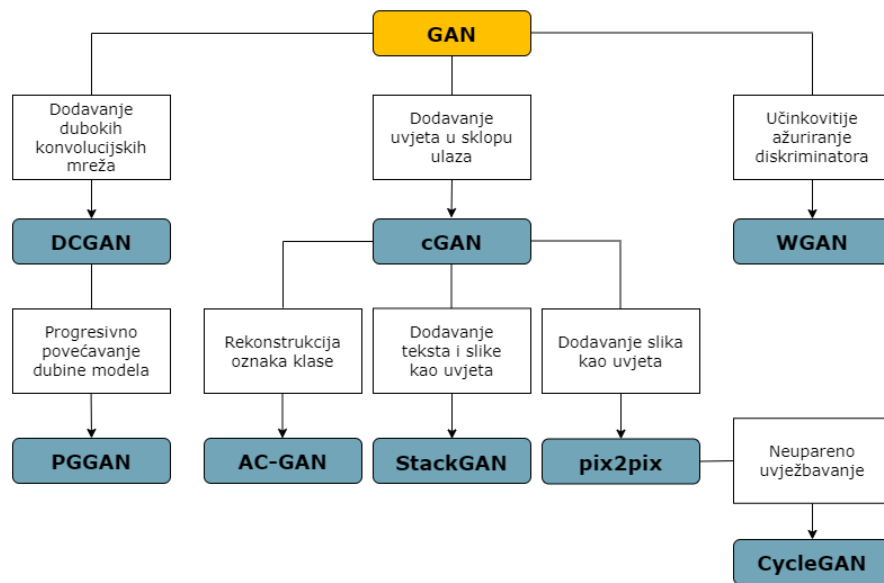 GAN
Dodavanje
dubokih
konvolucijskih
mreža
Dodavanje
uvjeta u sklopu
ulaza
Učinkovitije
ažuriranje
diskriminatora
DCGAN
cGAN
WGAN
Progresivno
povećavanje
dubine modela
Rekonstrukcija
oznaka klase
Dodavanje
teksta i slike
kao uvjeta
Dodavanje slika
kao uvjeta
PGGAN
AC-GAN
StackGAN
pix2pix
Neupareno
uvježbavanje
CycleGAN